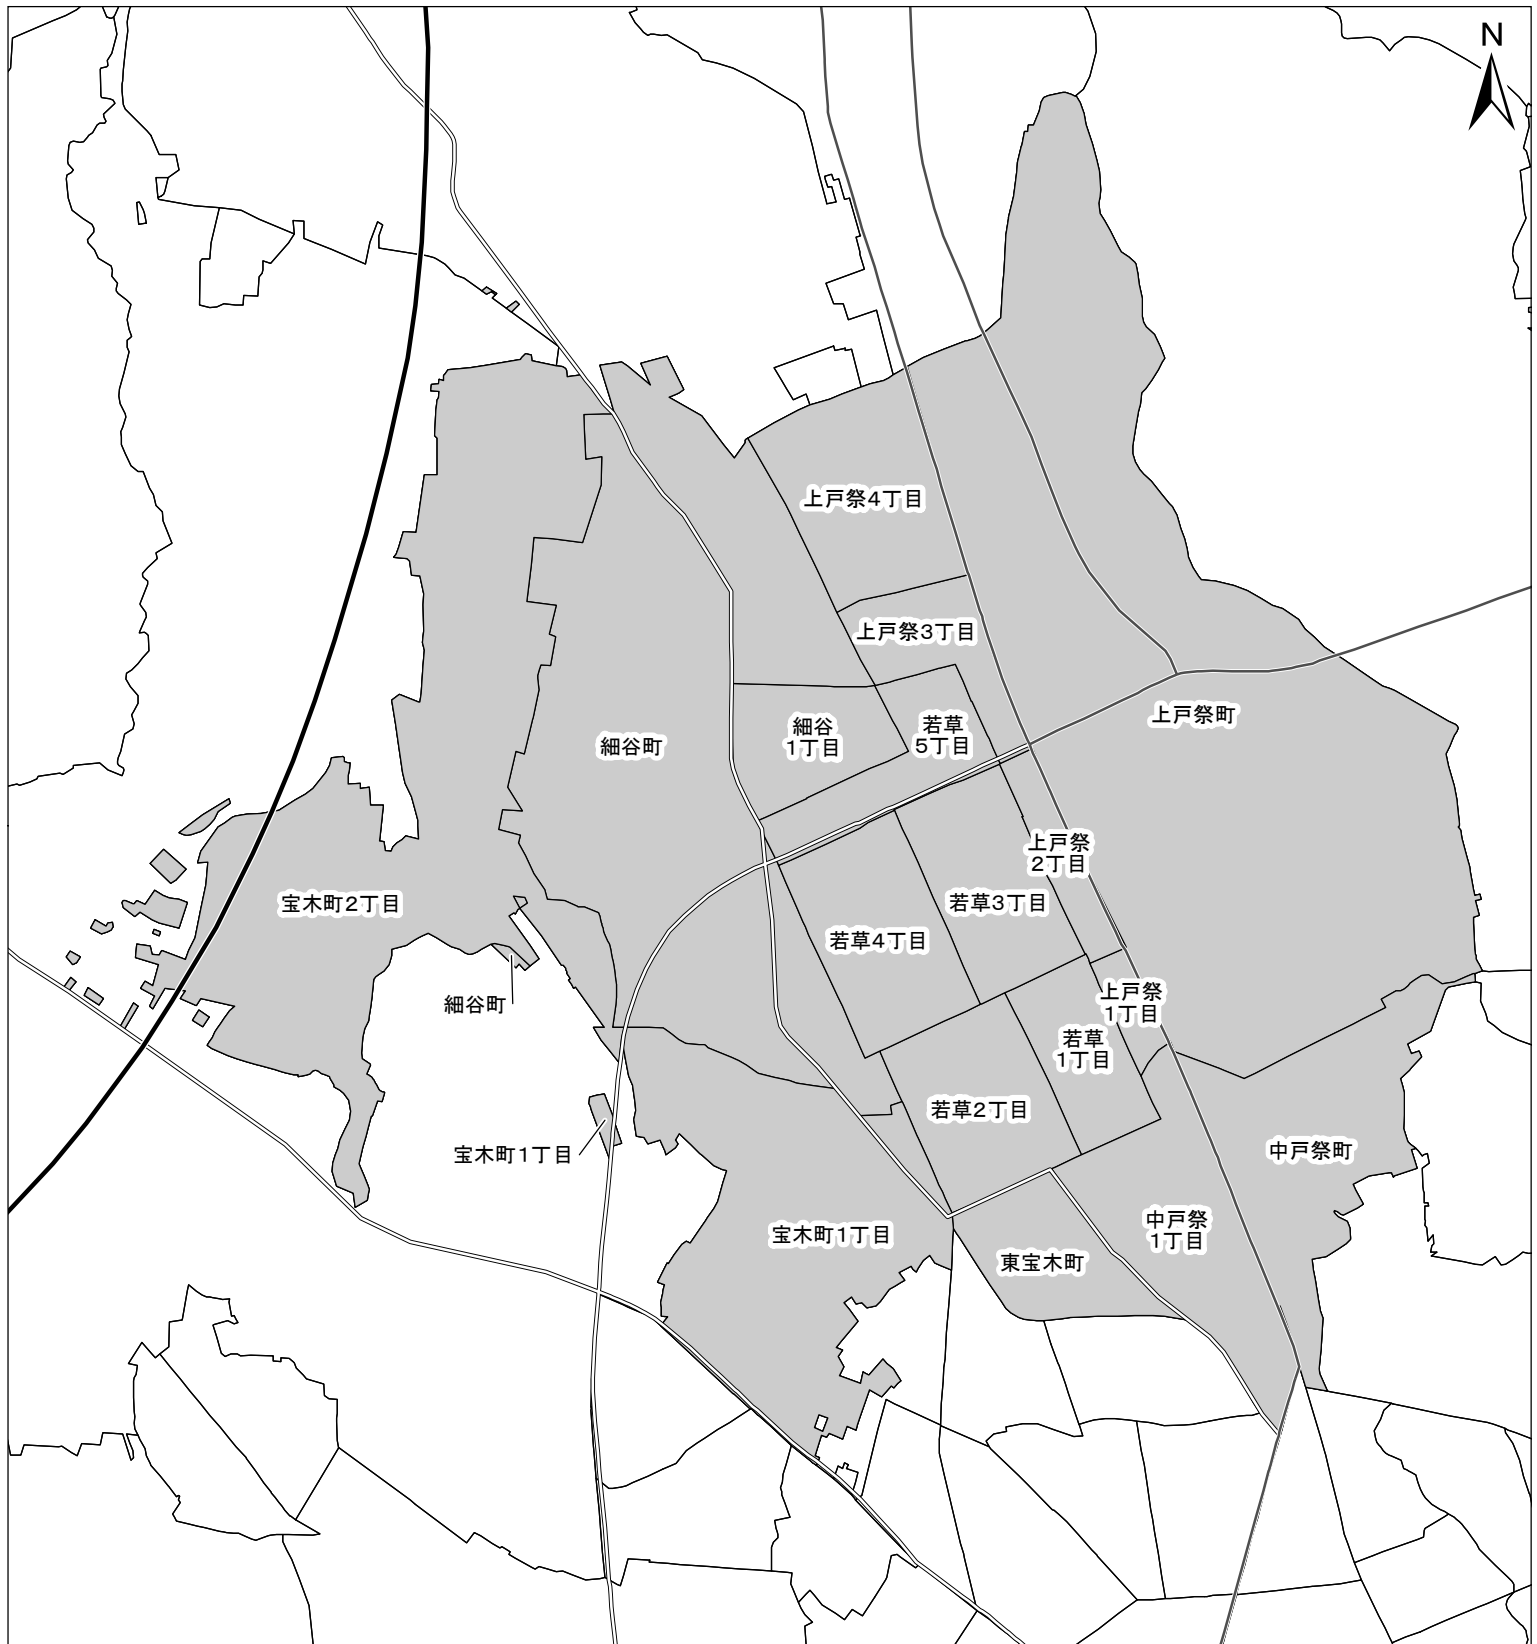 N
上戸祭4丁目
上戸祭3丁目
上戸祭町
若草
5丁目
細谷
1丁目
細谷町
上戸祭
2丁目
若草3丁目
宝木町2丁目
若草4丁目
細谷町
上戸祭
1丁目
若草
1丁目
若草2丁目
宝木町1丁目
中戸祭町
中戸祭
1丁目
宝木町1丁目
東宝木町